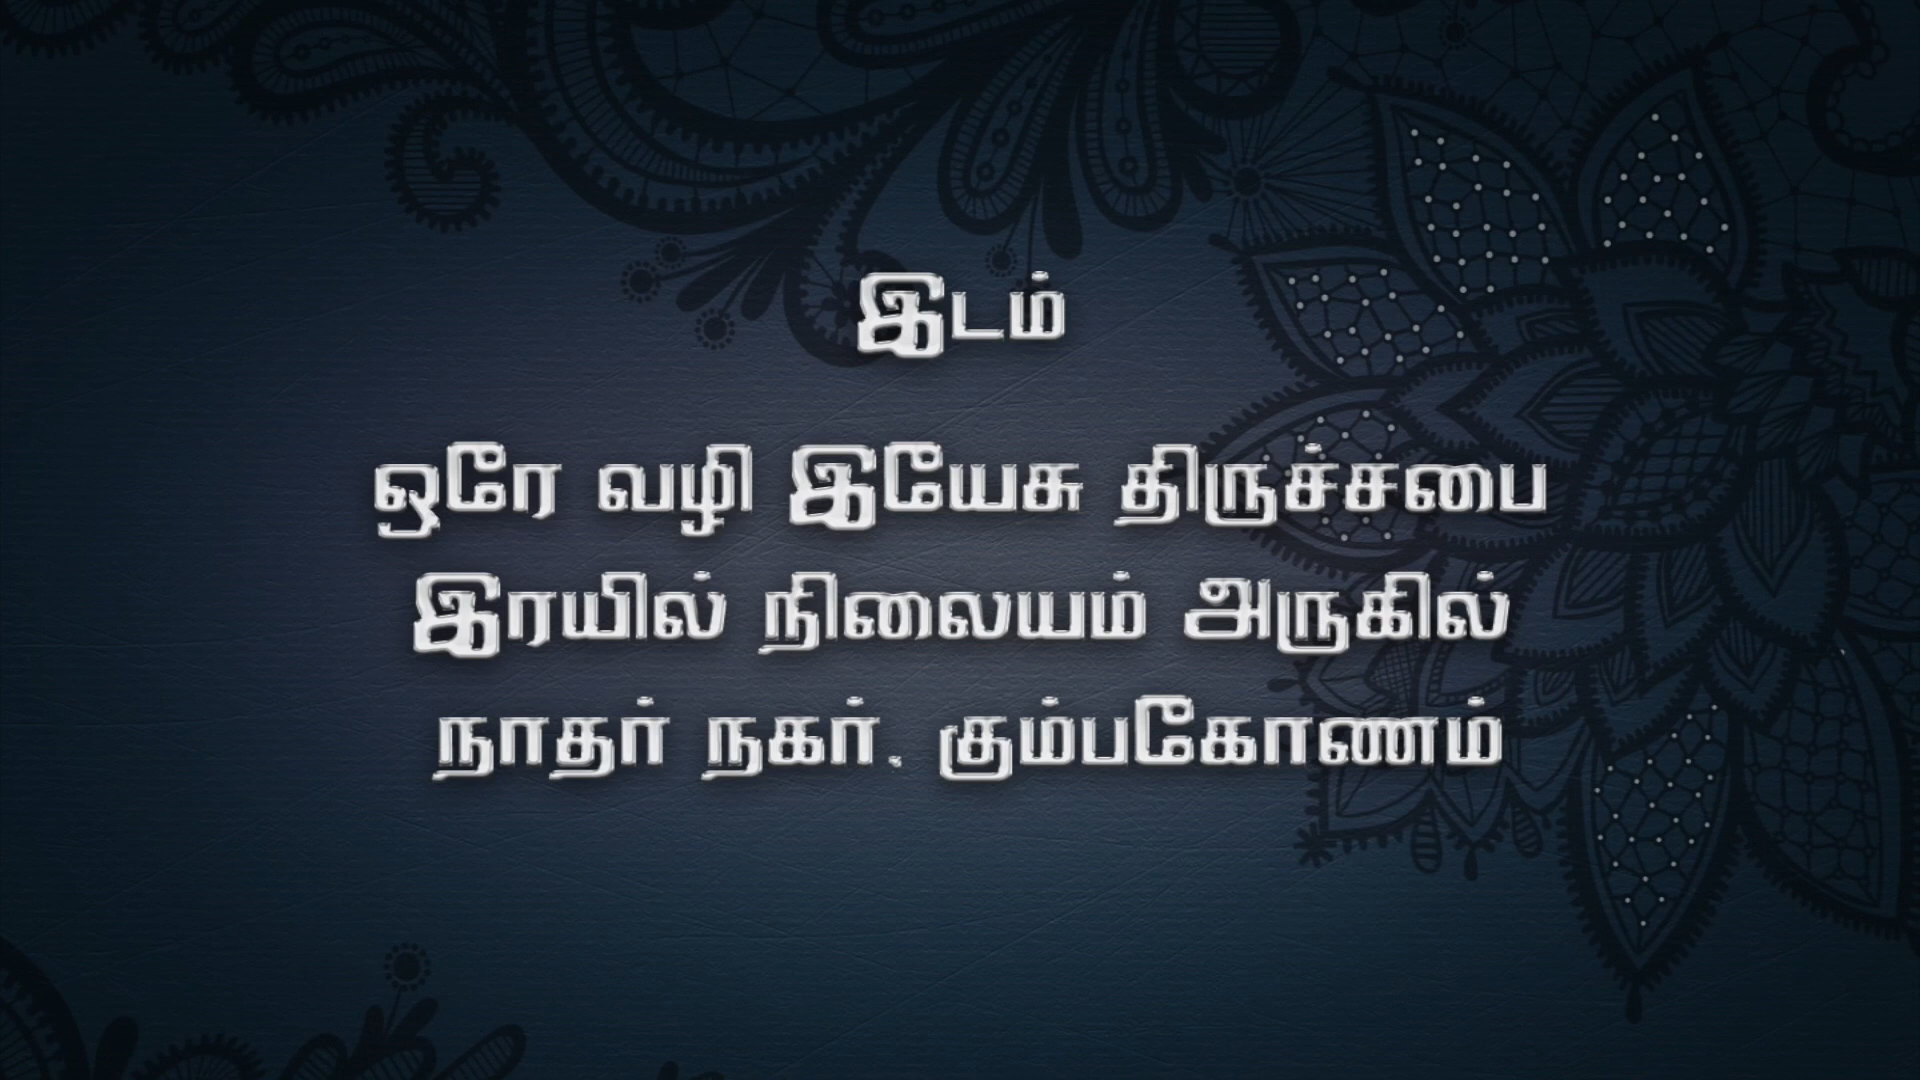 இடம்
ஒரே வழி இயேசு திருச்சபை
இரயில் நிலையம் அருகில்
நாதர் நகர். கும்பகோணம்